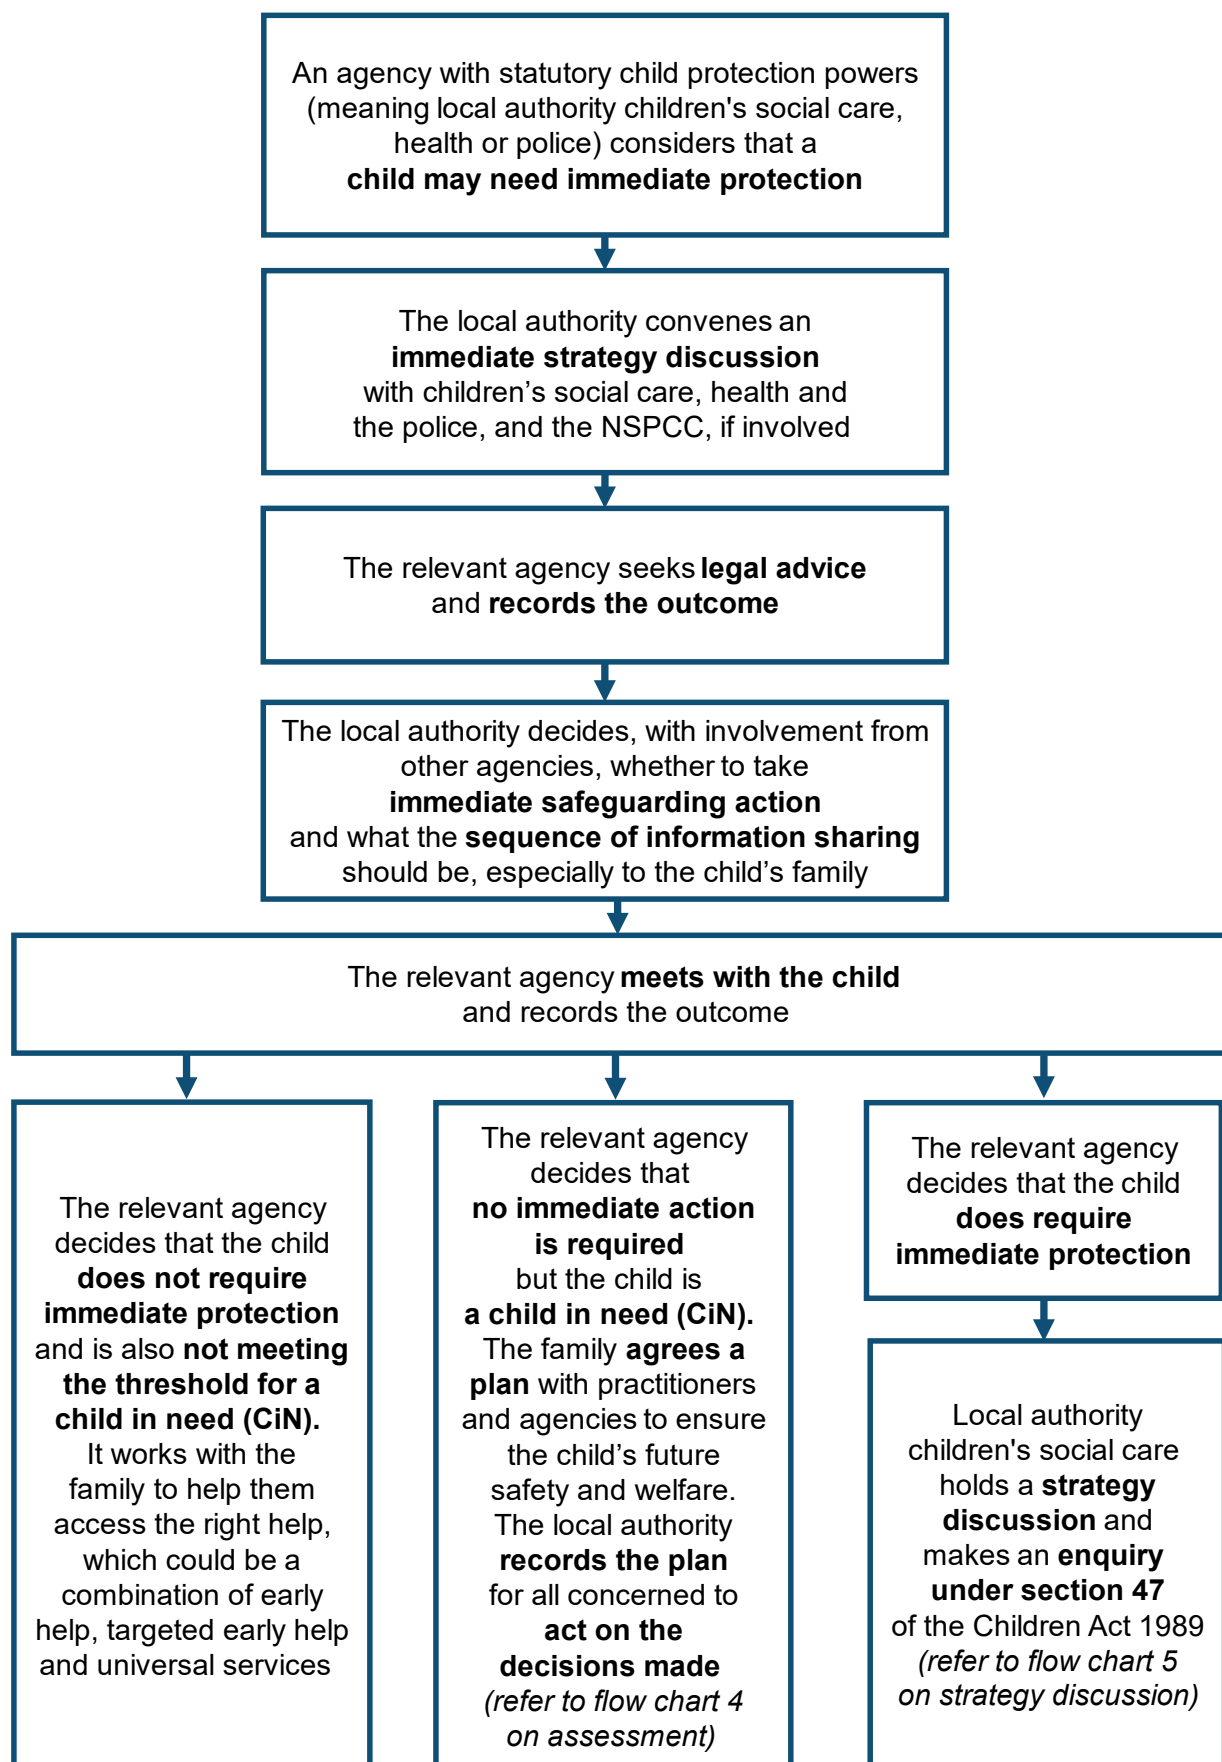 An agency with statutory child protection powers
(meaning local authority children's social care,
health or police) considers that a
child may need immediate protection
The local authority convenes an
immediate strategy discussion
with children’s social care, health and
the police, and the NSPCC, if involved
The relevant agency seeks legal advice
and records the outcome
The local authority decides, with involvement from
other agencies, whether to take
immediate safeguarding action
and what the sequence of information sharing
should be, especially to the child’s family
The relevant agency meets with the child
and records the outcome
The relevant agency
decides that the child
does not require
immediate protection
and is also not meeting
the threshold for a
child in need (CiN).
It works with the
family to help them
access the right help,
which could be a
combination of early
help, targeted early help
and universal services
The relevant agency
decides that
no immediate action
is required
but the child is
a child in need (CiN).
The family agrees a
plan with practitioners
and agencies to ensure
the child’s future
safety and welfare.
The local authority
records the plan
for all concerned to
act on the
decisions made
(refer to flow chart 4
on assessment)
The relevant agency
decides that the child
does require
immediate protection
Local authority
children's social care
holds a strategy
discussion and
makes an enquiry
under section 47
of the Children Act 1989
(refer to flow chart 5
on strategy discussion)